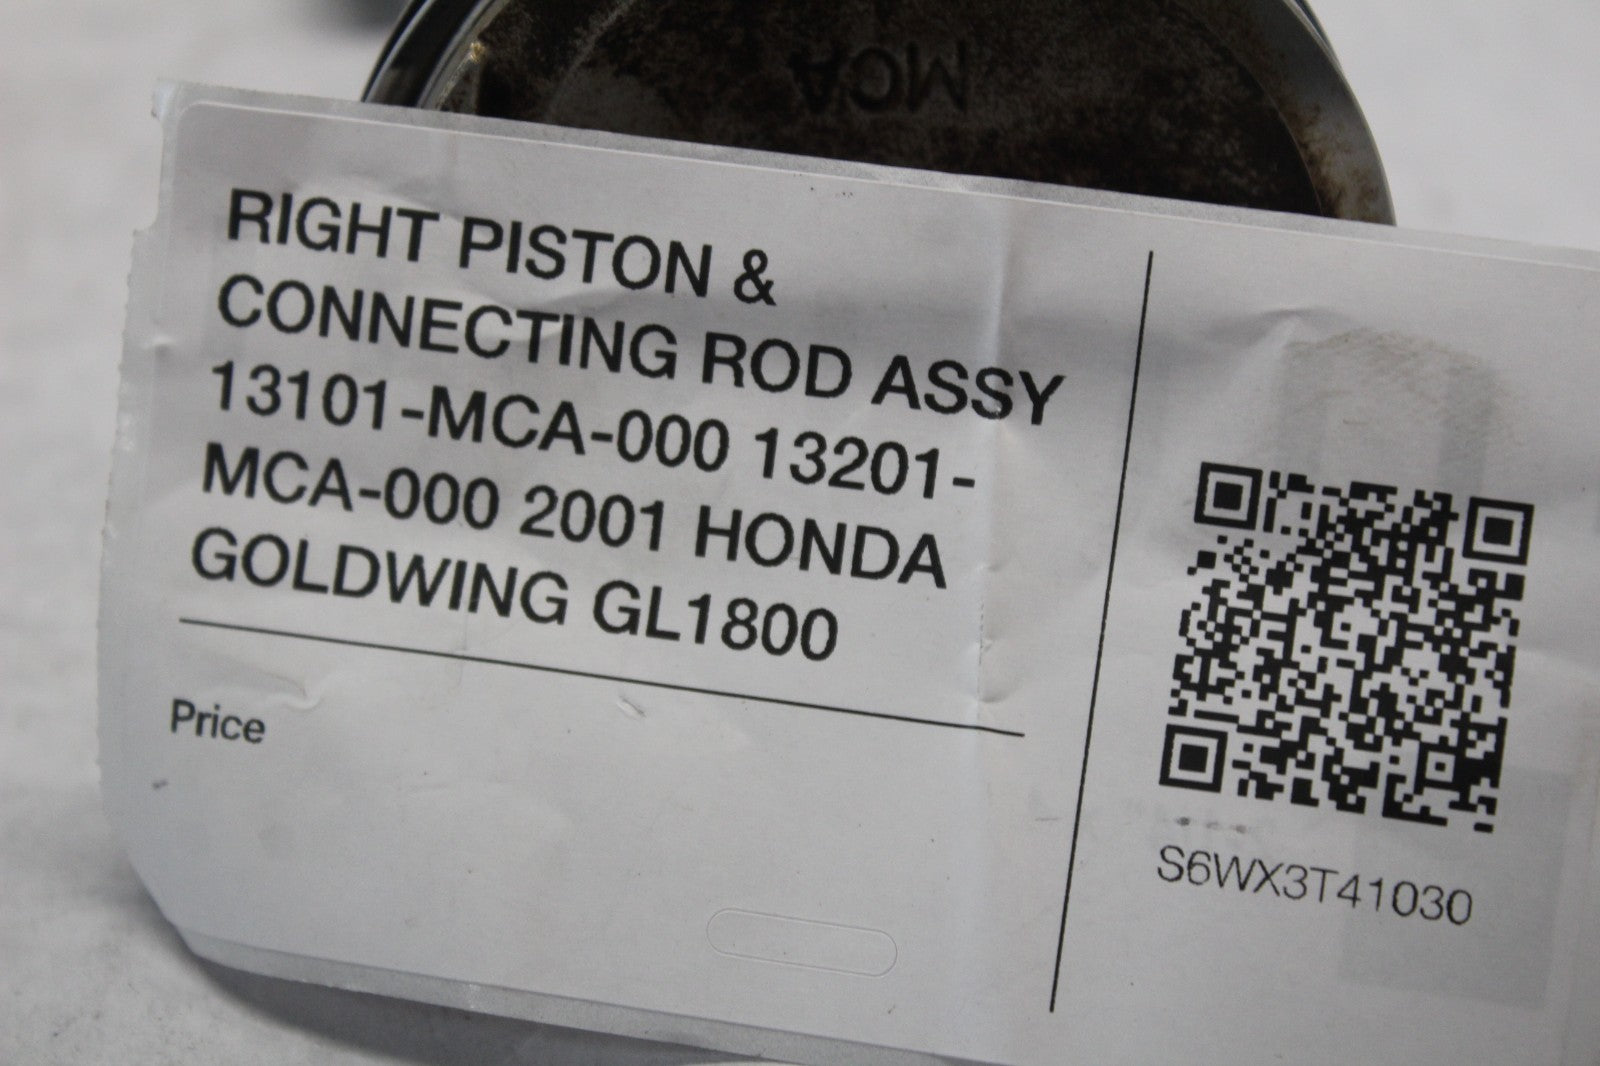 MCA
RIGHT PISTON &
CONNECTING ROD ASSY
13101-MCA-000 13201-
MCA-000 2001 HONDA
GOLDWING GL1800
Price
S6WX3T41030